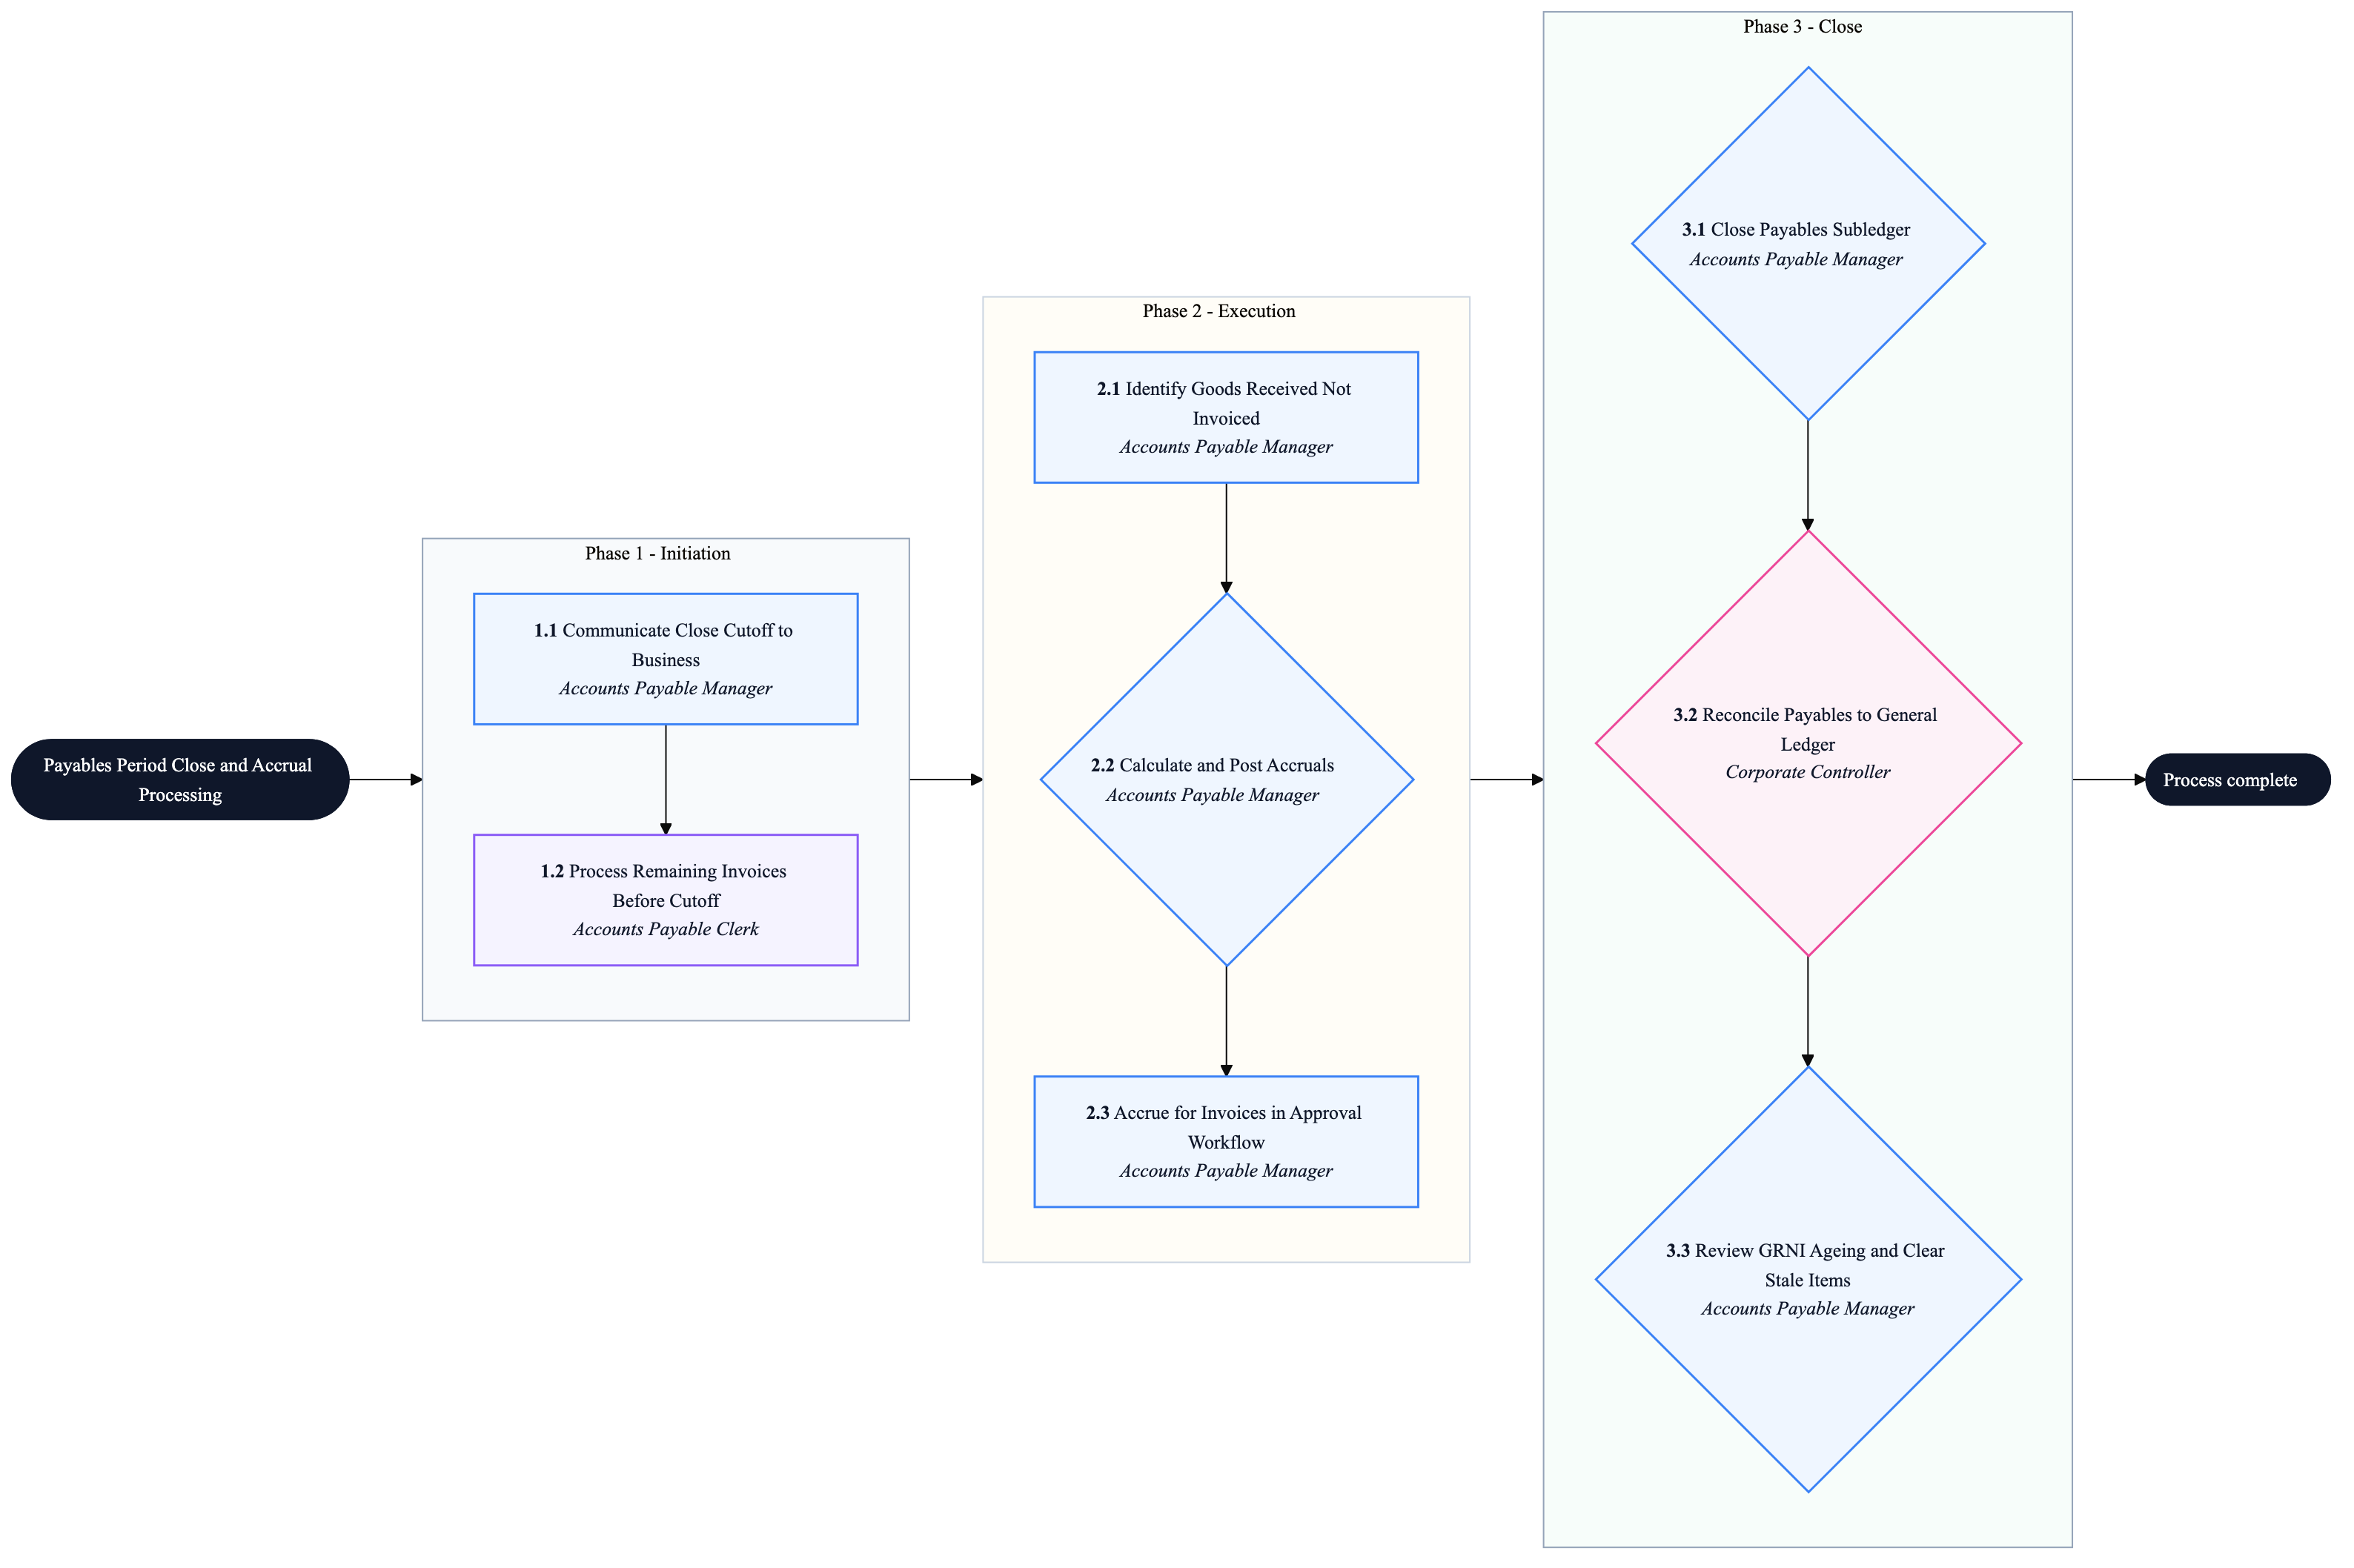 Payables Period Close and Accrual
Processing
Phase 1 - Initiation
1.1 Communicate Close Cutoff to
Business
Accounts Payable Manager
1.2 Process Remaining Invoices
Before Cutoff
Accounts Payable Clerk
Phase 2 - Execution
2.1 Identify Goods Received Not
Invoiced
Accounts Payable Manager
2.2 Calculate and Post Accruals
Accounts Payable Manager
2.3 Accrue for Invoices in Approval
Workflow
Accounts Payable Manager
Phase 3 - Close
3.1 Close Payables Subledger
Accounts Payable Manager
3.2 Reconcile Payables to General
Ledger
Corporate Controller
3.3 Review GRNI Ageing and Clear
Stale Items
Accounts Payable Manager
Process complete